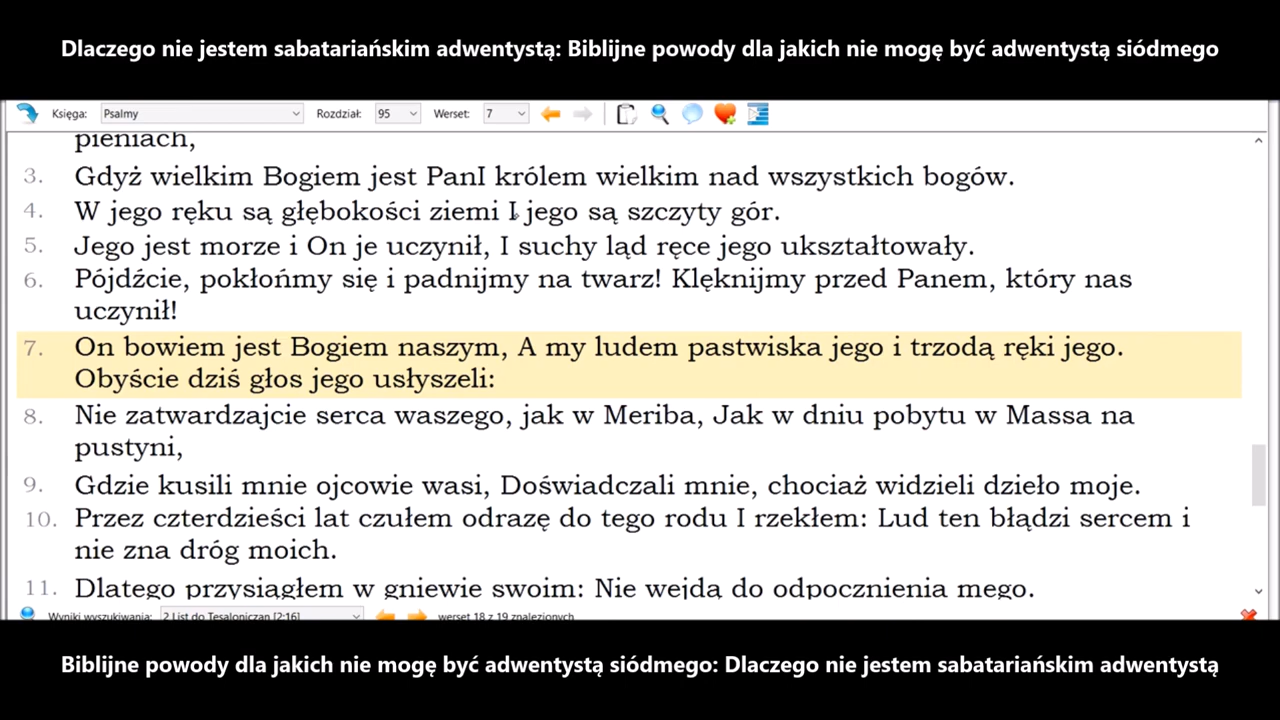 Dlaczego nie jestem sabatariańskim adwentystą: Biblijne powody dla jakich nie mogę być adwentystą siódmego
Księga: Psalmy Rozdział: 95 Werset: 7
pieniach,
3. Gdyż wielkim Bogiem jest PanI królem wielkim nad wszystkich bogów.
4. W jego ręku są głębokości ziemi I jego są szczyty gór.
5. Jego jest morze i On je uczynił, I suchy ląd ręce jego ukształtowały.
6. Pójdźcie, pokłońmy się i padnijmy na twarz! Klęknijmy przed Panem, który nas
uczynił!
7. On bowiem jest Bogiem naszym, A my ludem pastwiska jego i trzodą ręki jego.
Obyście dziś głos jego usłyszeli:
8. Nie zatwardzajcie serca waszego, jak w Meriba, Jak w dniu pobytu w Massa na
pustyni,
9. Gdzie kusili mnie ojcowie wasi, Doświadczali mnie, chociaż widzieli dzieło moje.
10. Przez czterdzieści lat czułem odrazę do tego rodu I rzekłem: Lud ten błądzi sercem i
nie zna dróg moich.
11. Dlatego przysiągłem w gniewie swoim: Nie wejdą do odpocznienia mego.
Wyniki wyszukiwania: 2 List do Tesaloniczan [2:16] werset 18 z 19 znalezionych
Biblijne powody dla jakich nie mogę być adwentystą siódmego: Dlaczego nie jestem sabatariańskim adwentystą